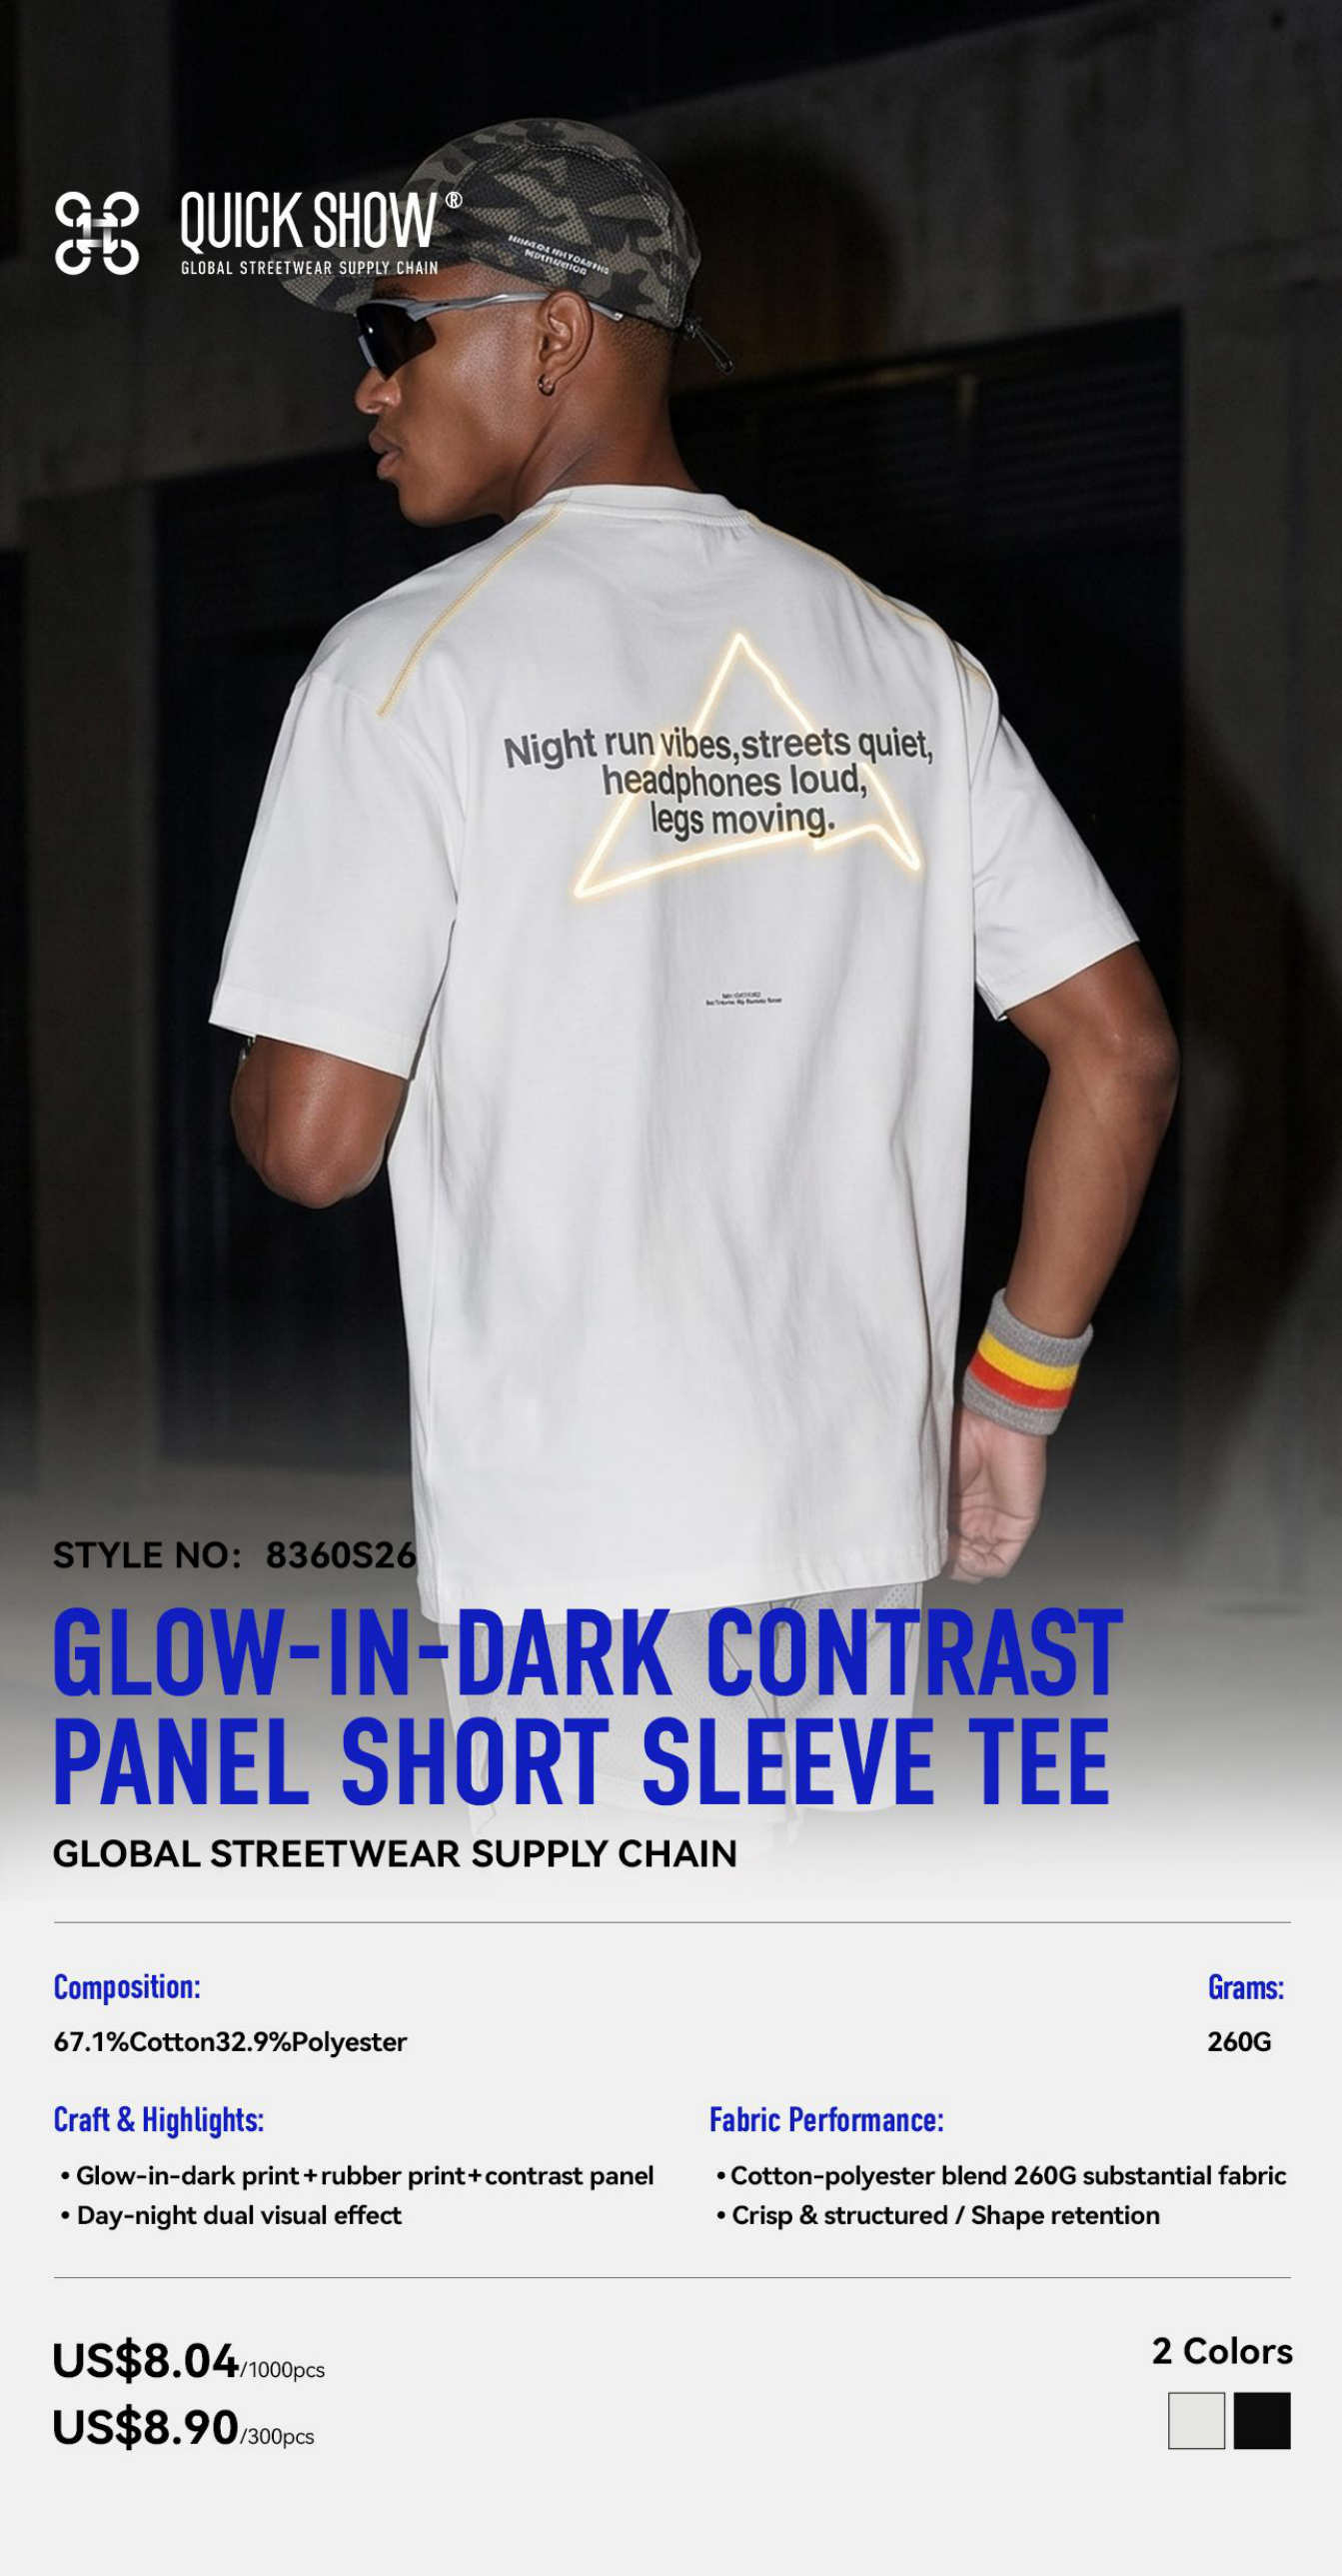 QUICK SHOW®
GLOBAL STREETWEAR SUPPLY CHAIN
Night run vibes,streets quiet,
headphones loud,
legs moving.
STYLE NO: 8360S26
GLOW-IN-DARK CONTRAST
PANEL SHORT SLEEVE TEE
GLOBAL STREETWEAR SUPPLY CHAIN
Composition:
Grams:
67.1%Cotton32.9%Polyester
260G
Craft & Highlights:
• Glow-in-dark print+rubber print+contrast panel
• Day-night dual visual effect
Fabric Performance:
• Cotton-polyester blend 260G substantial fabric
• Crisp & structured / Shape retention
US$8.04/1000pcs
US$8.90/300pcs
2 Colors